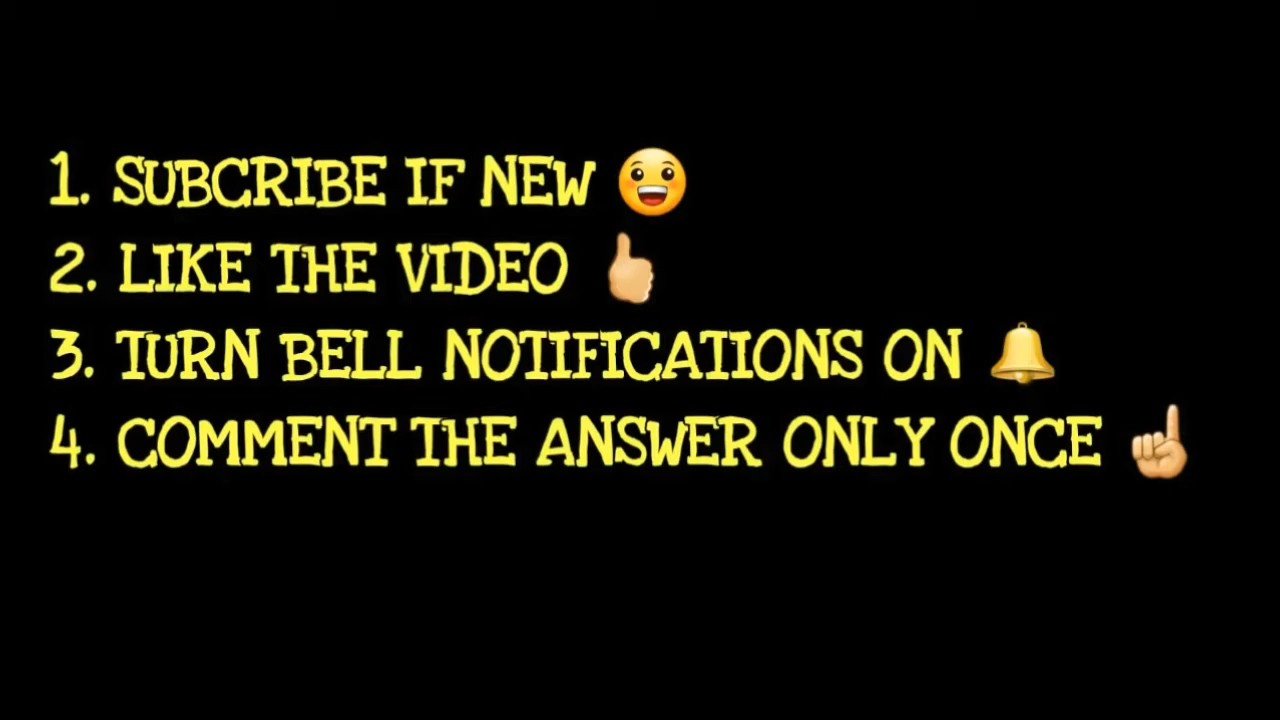 1. SUBCRIBE IF NEW 😀
2. LIKE THE VIDEO 👍🏼
3. TURN BELL NOTIFICATIONS ON 🔔
4. COMMENT THE ANSWER ONLY ONCE ☝🏼